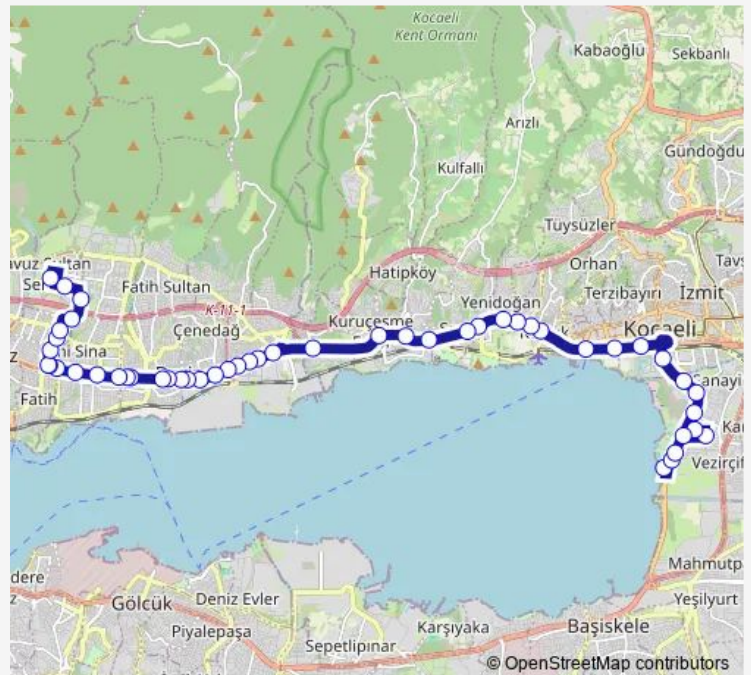 Kocaeli
Kent Ormanı
Kabaoğlu
Sekbanlı
Arızlı
Gündoğdu
Kulfallı
Tüysüzler
avuz Sultan
Hatipköy
Orhan
Fatih Sultan
Terzibayırı
İzmit
K-11-1
Yenidoğan
Kuruçeşme
Kocaeli
Çenedağ
ni Sina
Sanayi
Fatih
Vezirçif
dere
Mahmutp
Gölcük
Deniz Evler
Yeşilyurt
Piyalepaşa
Karşıyaka
Başiskele
Sepetlipınar
© OpenStreetMap contributors